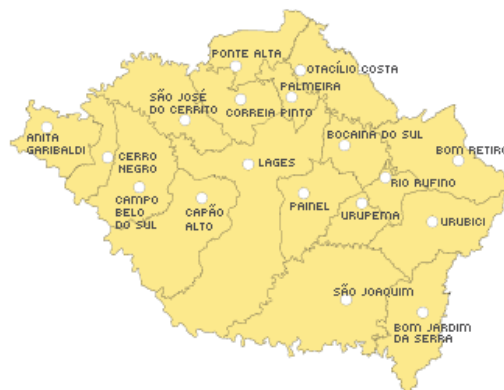 PONTE ALTA
OTACÍLIO COSTA
PALMEIRA
SÃO JOSÉ
DO CERRITO
CORREIA PINTO
ANITA
GARIBALDI
BOCAINA DO SUL
BOM RETIRO
CERRO
NEGRO
LAGES
RIO RUFINO
CAMPO
BELO
DO SUL
CAPÃO
ALTO
PAINEL
URUPEMA
URUBICI
SÃO JOAQUIM
BOM JARDIM
DA SERRA